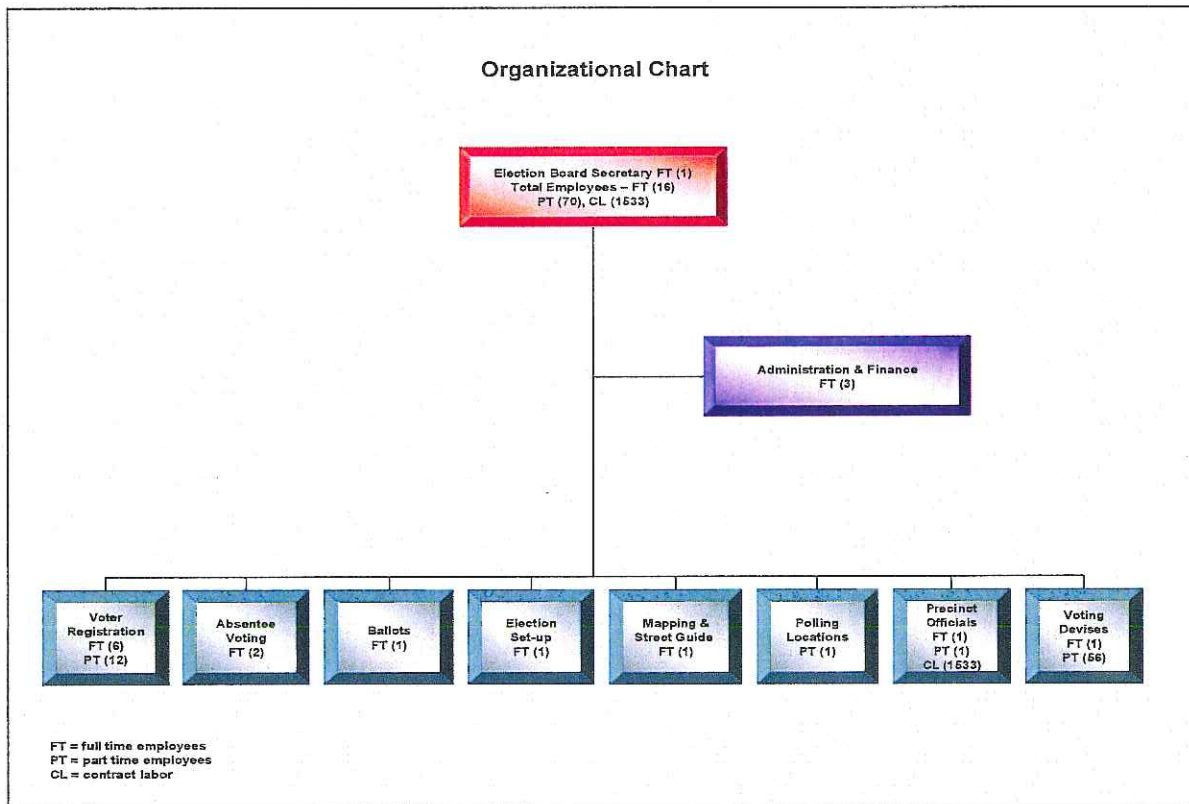 Organizational Chart
Election Board Secretary FT (1)
Total Employees – FT (16)
PT (70), CL (1533)
Administration & Finance
FT (3)
Voter
Registration
FT (6)
PT (12)
Absentee
Voting
FT (2)
Ballots
FT (1)
Election
Set-up
FT (1)
Mapping &
Street Guide
FT (1)
Polling
Locations
PT (1)
Precinct
Officials
FT (1)
PT (1)
CL (1533)
Voting
Devises
FT (1)
PT (56)
FT = full time employees
PT = part time employees
CL = contract labor